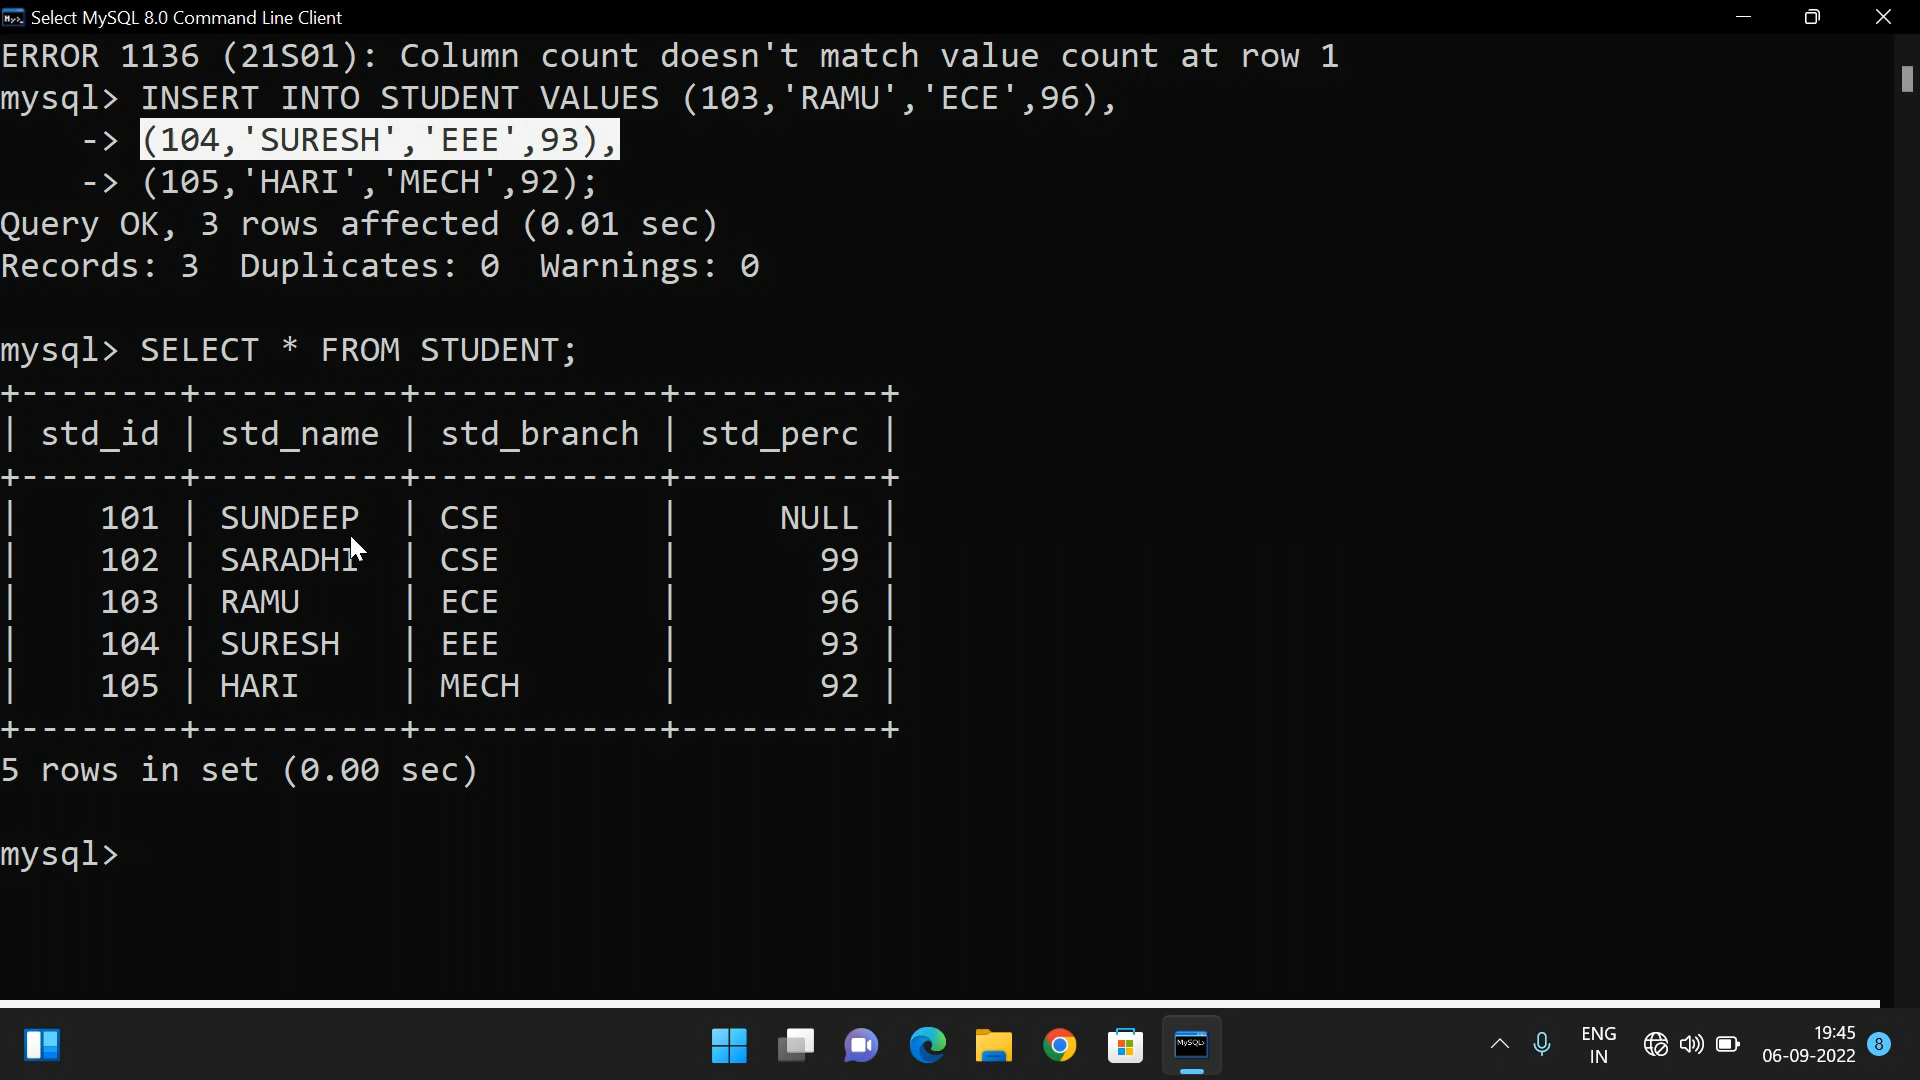 Select MySQL 8.0 Command Line Client
ERROR 1136 (21S01): Column count doesn't match value count at row 1
mysql> INSERT INTO STUDENT VALUES (103,'RAMU','ECE',96),
    -> (104,'SURESH','EEE',93),
    -> (105,'HARI','MECH',92);
Query OK, 3 rows affected (0.01 sec)
Records: 3  Duplicates: 0  Warnings: 0
mysql> SELECT * FROM STUDENT;
+--------+----------+------------+----------+
| std_id | std_name | std_branch | std_perc |
+--------+----------+------------+----------+
|    101 | SUNDEEP  | CSE        |     NULL |
|    102 | SARADHI  | CSE        |       99 |
|    103 | RAMU     | ECE        |       96 |
|    104 | SURESH   | EEE        |       93 |
|    105 | HARI     | MECH       |       92 |
+--------+----------+------------+----------+
5 rows in set (0.00 sec)
mysql>
ENG
IN
19:45
06-09-2022
8